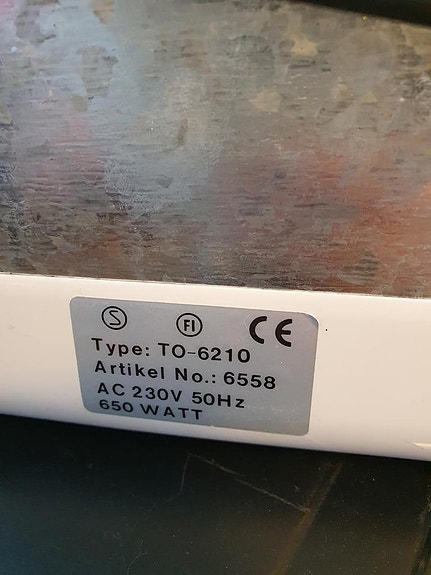 S FI CE
Type: TO-6210
Artikel No.: 6558
AC 230V 50Hz
650 WATT